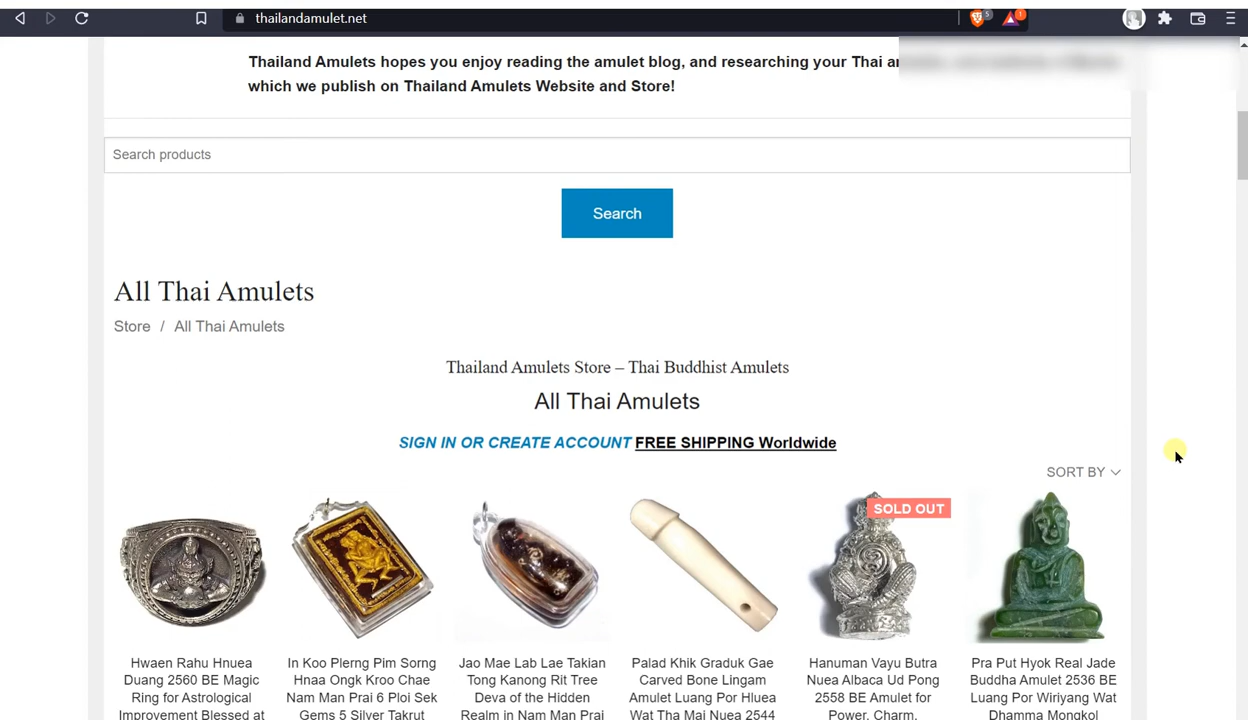 thailandamulet.net
5
1
Thailand Amulets hopes you enjoy reading the amulet blog, and researching your Thai
which we publish on Thailand Amulets Website and Store!
Search products
Search
All Thai Amulets
Store / All Thai Amulets
Thailand Amulets Store – Thai Buddhist Amulets
All Thai Amulets
SIGN IN OR CREATE ACCOUNT FREE SHIPPING Worldwide
SORT BY
SOLD OUT
Hwaen Rahu Hnuea
Duang 2560 BE Magic
Ring for Astrological
Improvement Blessed at
In Koo Plerng Pim Sorng
Hnaa Ongk Kroo Chae
Nam Man Prai 6 Ploi Sek
Gems 5 Silver Takrut
Jao Mae Lab Lae Takian
Tong Kanong Rit Tree
Deva of the Hidden
Realm in Nam Man Prai
Palad Khik Graduk Gae
Carved Bone Lingam
Amulet Luang Por Hluea
Wat Tha Mai Nuea 2544
Hanuman Vayu Butra
Nuea Albaca Ud Pong
2558 BE Amulet for
Power, Charm,
Pra Put Hyok Real Jade
Buddha Amulet 2536 BE
Luang Por Wiriyang Wat
Dhamma Mongkol